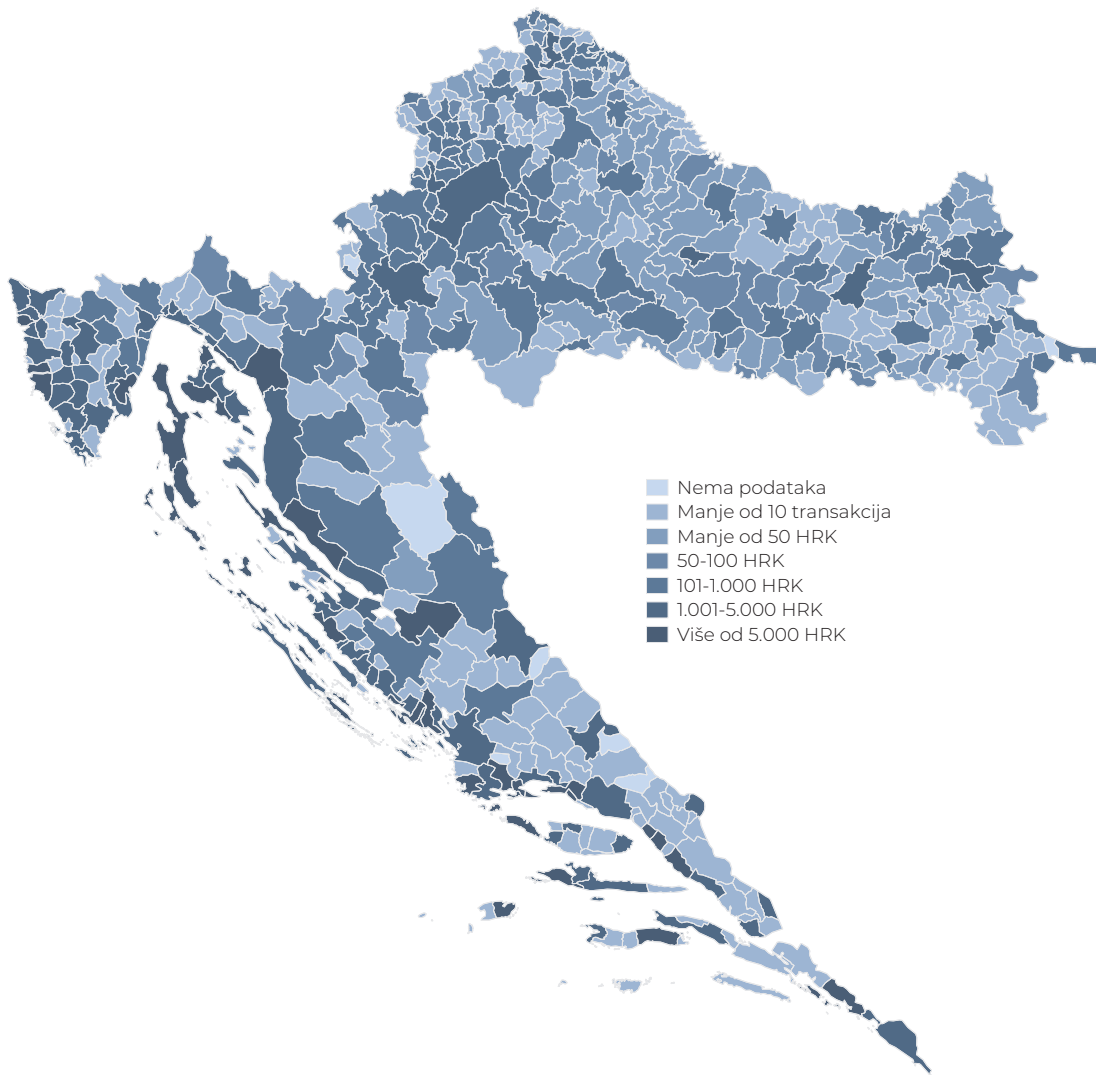 Nema podataka
Manje od 10 transakcija
Manje od 50 HRK
50-100 HRK
101-1.000 HRK
1.001-5.000 HRK
Više od 5.000 HRK